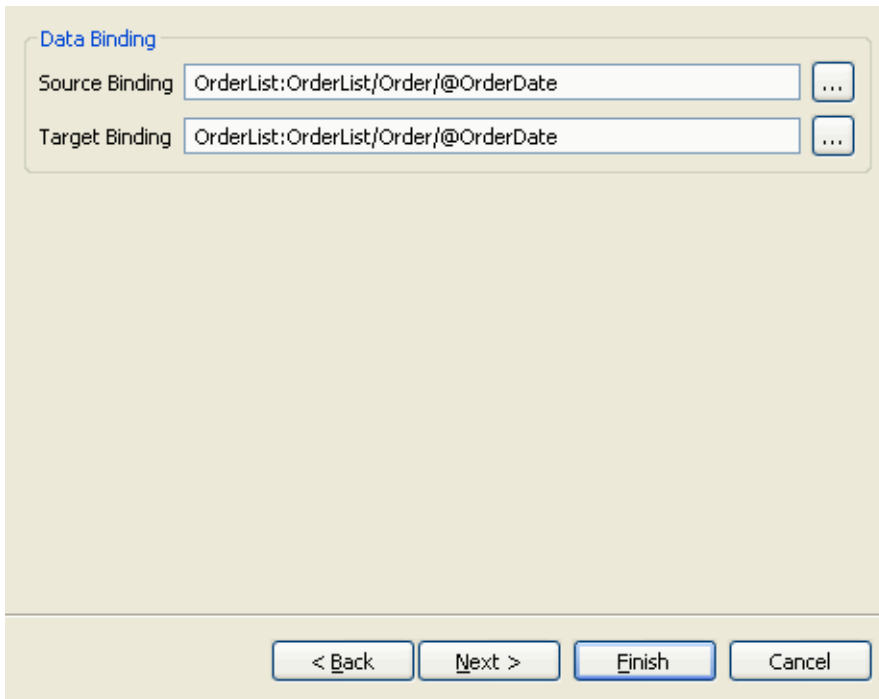 Data Binding
Source Binding OrderList:OrderList/Order/@OrderDate ...
Target Binding OrderList:OrderList/Order/@OrderDate ...
< Back Next > Finish Cancel